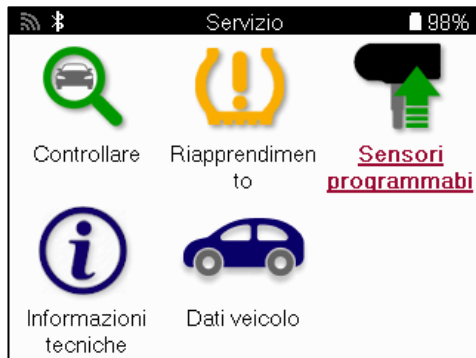 Servizio
98%
Controllare
Riapprendimen
to
Sensori
programmabi
Informazioni
tecniche
Dati veicolo